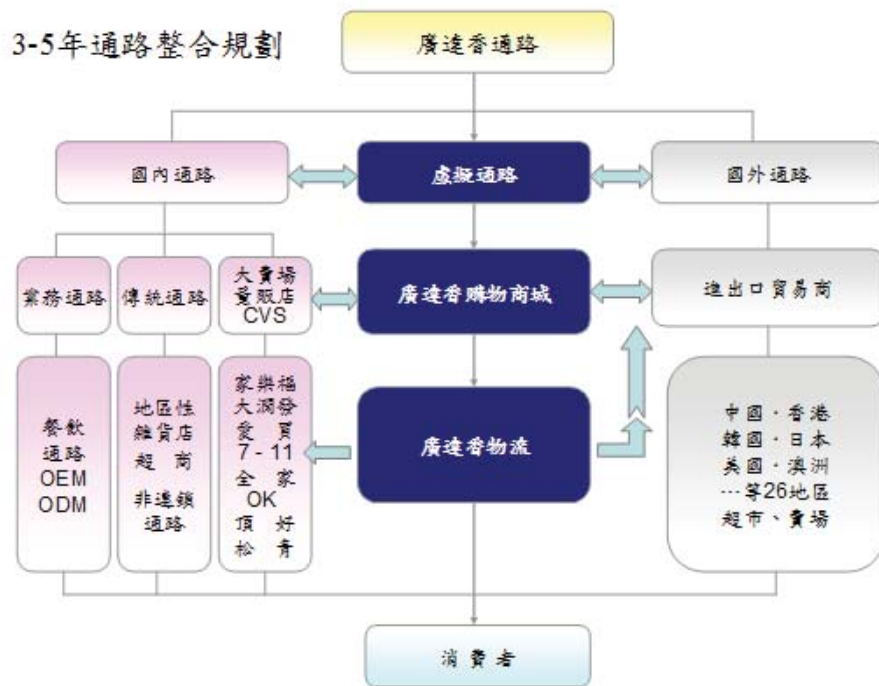 3-5年通路整合規劃
廣達香通路
國內通路
虛擬通路
國外通路
業務通路
傳統通路
大賣場
量販店
CVS
廣達香購物商城
進出口貿易商
餐飲
通路
OEM
ODM
地區性
雜貨店
超商
非連鎖
通路
家樂福
大潤發
愛買
7-11
全家
OK
頂好
松青
廣達香物流
中國・香港
韓國・日本
美國・澳洲
…等26地區
超市、賣場
消費者